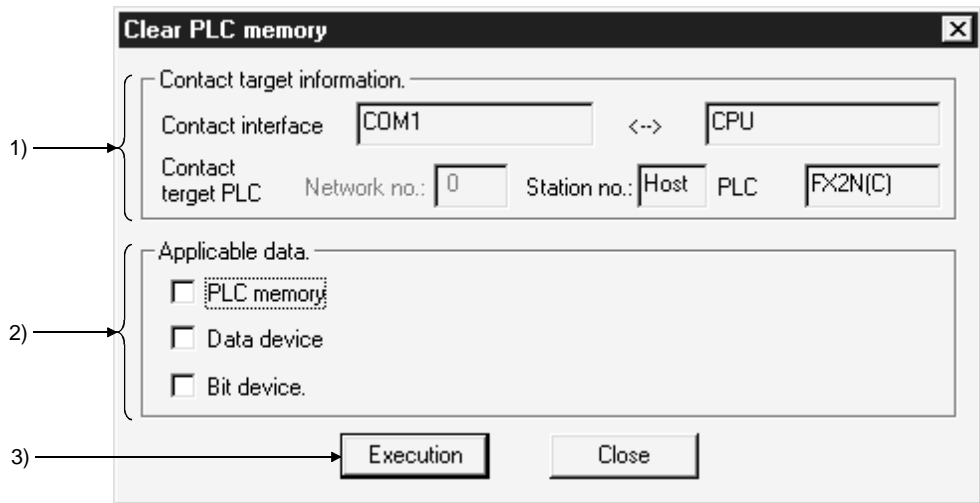 Clear PLC memory
Contact target information.
1)
Contact interface COM1 <--> CPU
Contact
terget PLC Network no.: 0 Station no.: Host PLC FX2N(C)
Applicable data.
PLC memory
2)
Data device
Bit device.
3)
Execution Close